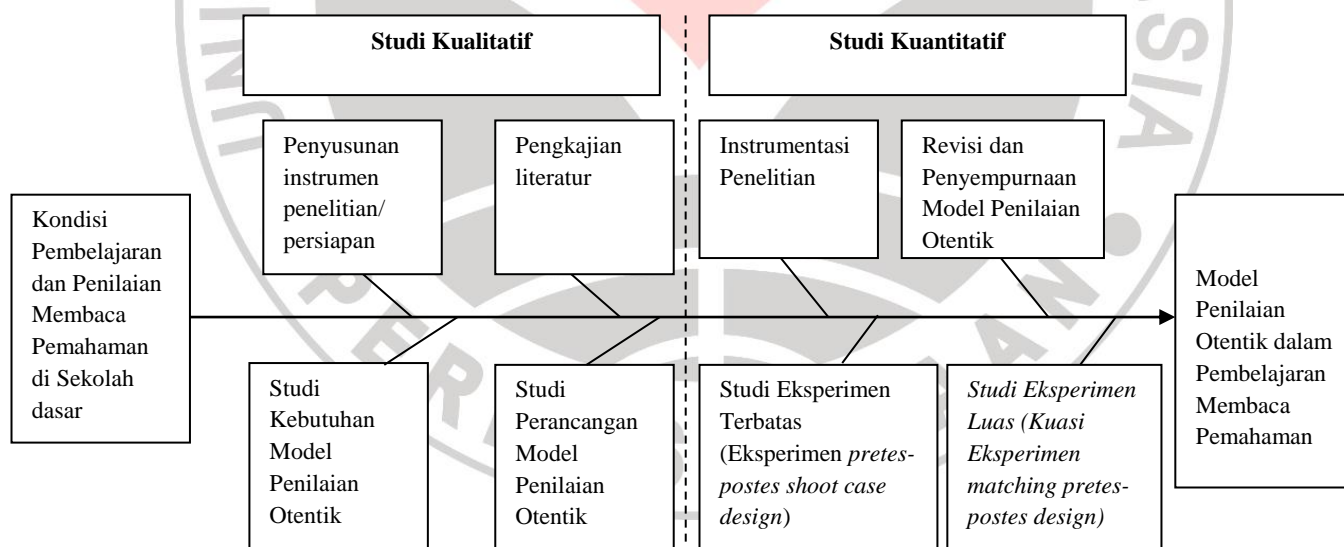 Studi Kualitatif
Studi Kuantitatif
Penyusunan
instrumen
penelitian/
persiapan
Pengkajian
literatur
Instrumentasi
Penelitian
Revisi dan
Penyempurnaan
Model Penilaian
Otentik
Kondisi
Pembelajaran
dan Penilaian
Membaca
Pemahaman
di Sekolah
dasar
Model
Penilaian
Otentik dalam
Pembelajaran
Membaca
Pemahaman
Studi
Kebutuhan
Model
Penilaian
Otentik
Studi
Perancangan
Model
Penilaian
Otentik
Studi Eksperimen
Terbatas
(Eksperimen pretes-
postes shoot case
design)
Studi Eksperimen
Luas (Kuasi
Eksperimen
matching pretes-
postes design)